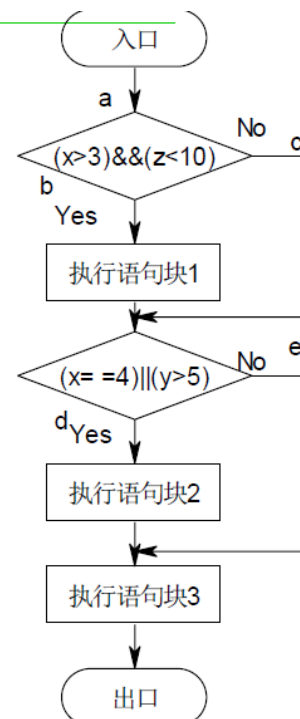 入口
a
No
c
(x>3)&&(z<10)
b
Yes
执行语句块1
(x= =4)||(y>5)
No
e
d
Yes
执行语句块2
执行语句块3
出口